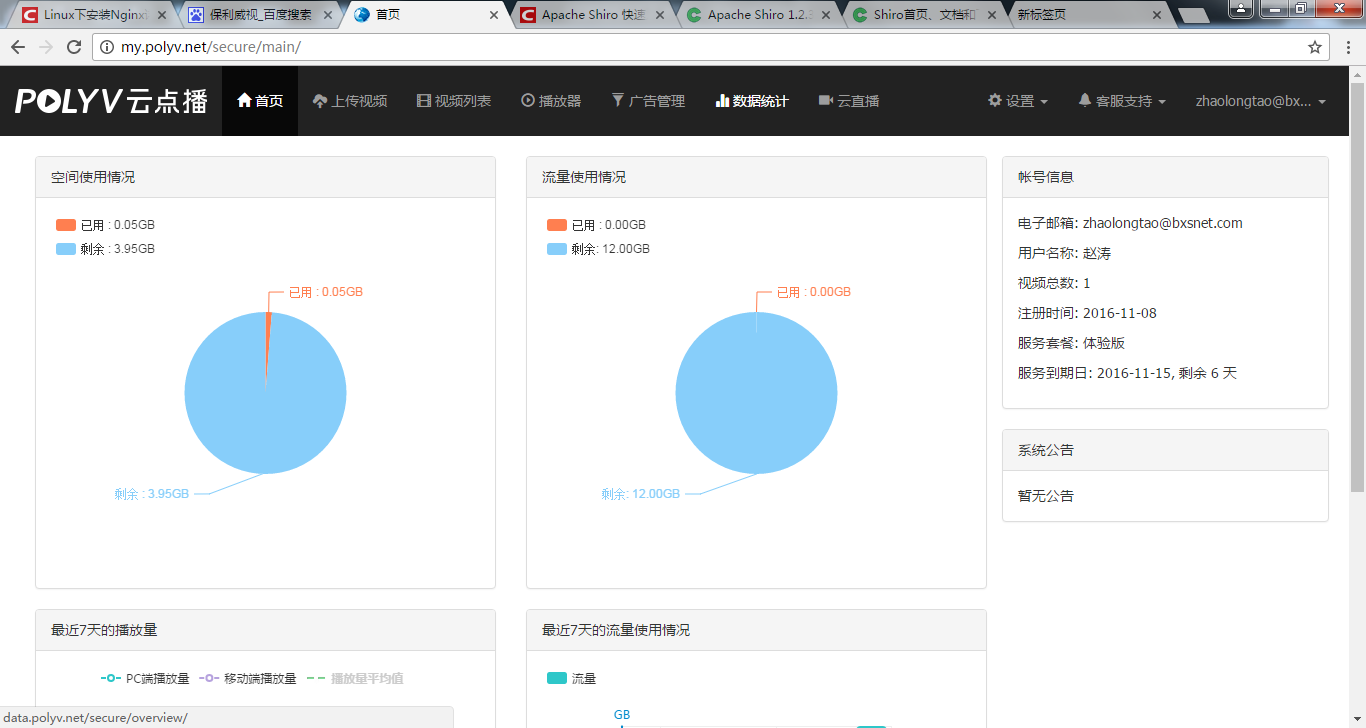 Linux下安装Nginx
保利威视_百度搜索
首页
Apache Shiro 快速
Apache Shiro 1.2.3
Shiro首页、文档和
新标签页
my.polyv.net/secure/main/
POLYV云点播
首页
上传视频
视频列表
播放器
广告管理
数据统计
云直播
设置
客服支持
zhaolongtao@bx...
空间使用情况
已用 : 0.05GB
剩余 : 3.95GB
已用 : 0.05GB
剩余 : 3.95GB
流量使用情况
已用 : 0.00GB
剩余: 12.00GB
已用 : 0.00GB
剩余: 12.00GB
帐号信息
电子邮箱: zhaolongtao@bxsnet.com
用户名称: 赵涛
视频总数: 1
注册时间: 2016-11-08
服务套餐: 体验版
服务到期日: 2016-11-15, 剩余 6 天
系统公告
暂无公告
最近7天的播放量
PC端播放量
移动端播放量
播放量平均值
最近7天的流量使用情况
流量
GB
data.polyv.net/secure/overview/